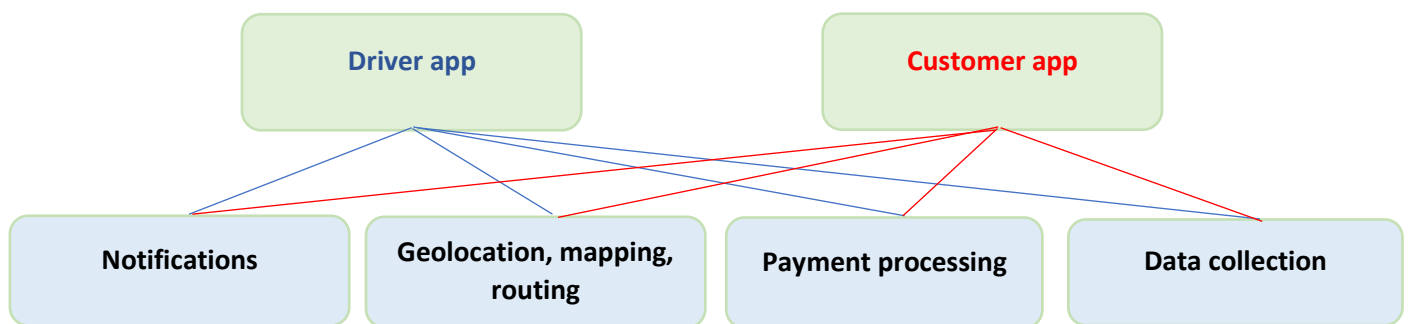 Driver app
Customer app
Notifications
Geolocation, mapping,
routing
Payment processing
Data collection